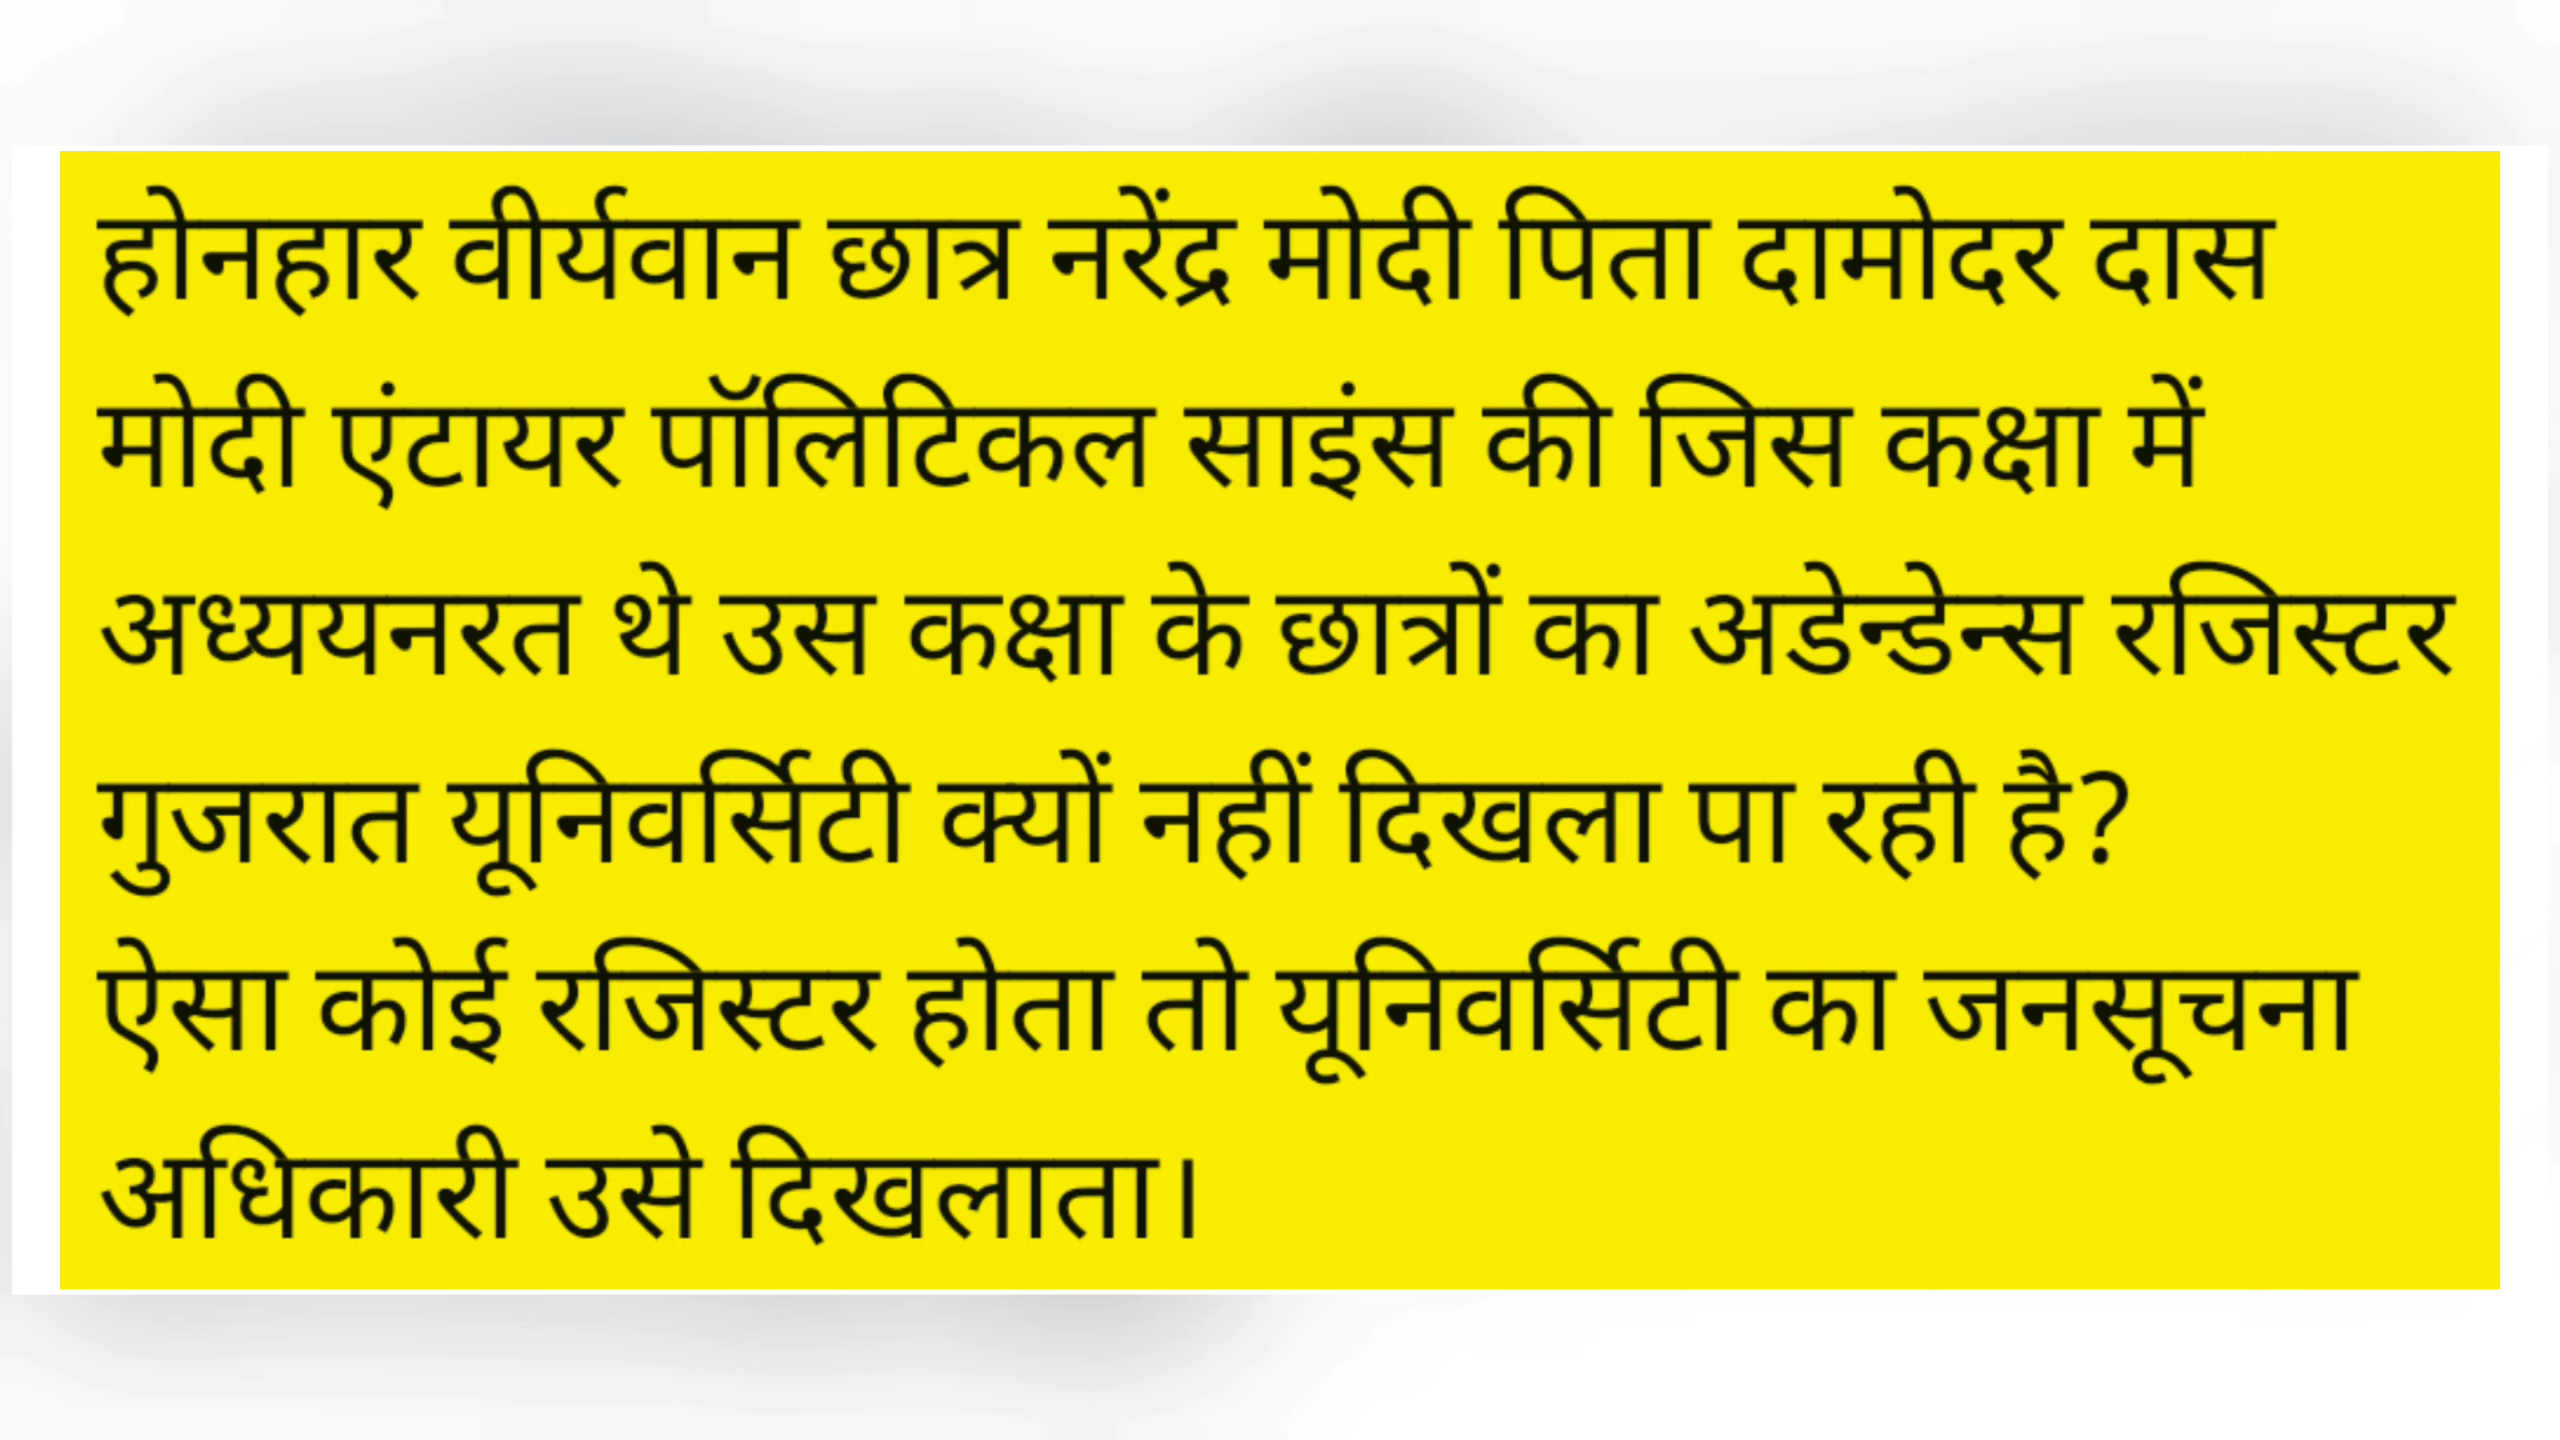 होनहार वीर्यवान छात्र नरेंद्र मोदी पिता दामोदर दास
मोदी एंटायर पॉलिटिकल साइंस की जिस कक्षा में
अध्ययनरत थे उस कक्षा के छात्रों का अडेन्डेन्स रजिस्टर
गुजरात यूनिवर्सिटी क्यों नहीं दिखला पा रही है?
ऐसा कोई रजिस्टर होता तो यूनिवर्सिटी का जनसूचना
अधिकारी उसे दिखलाता।